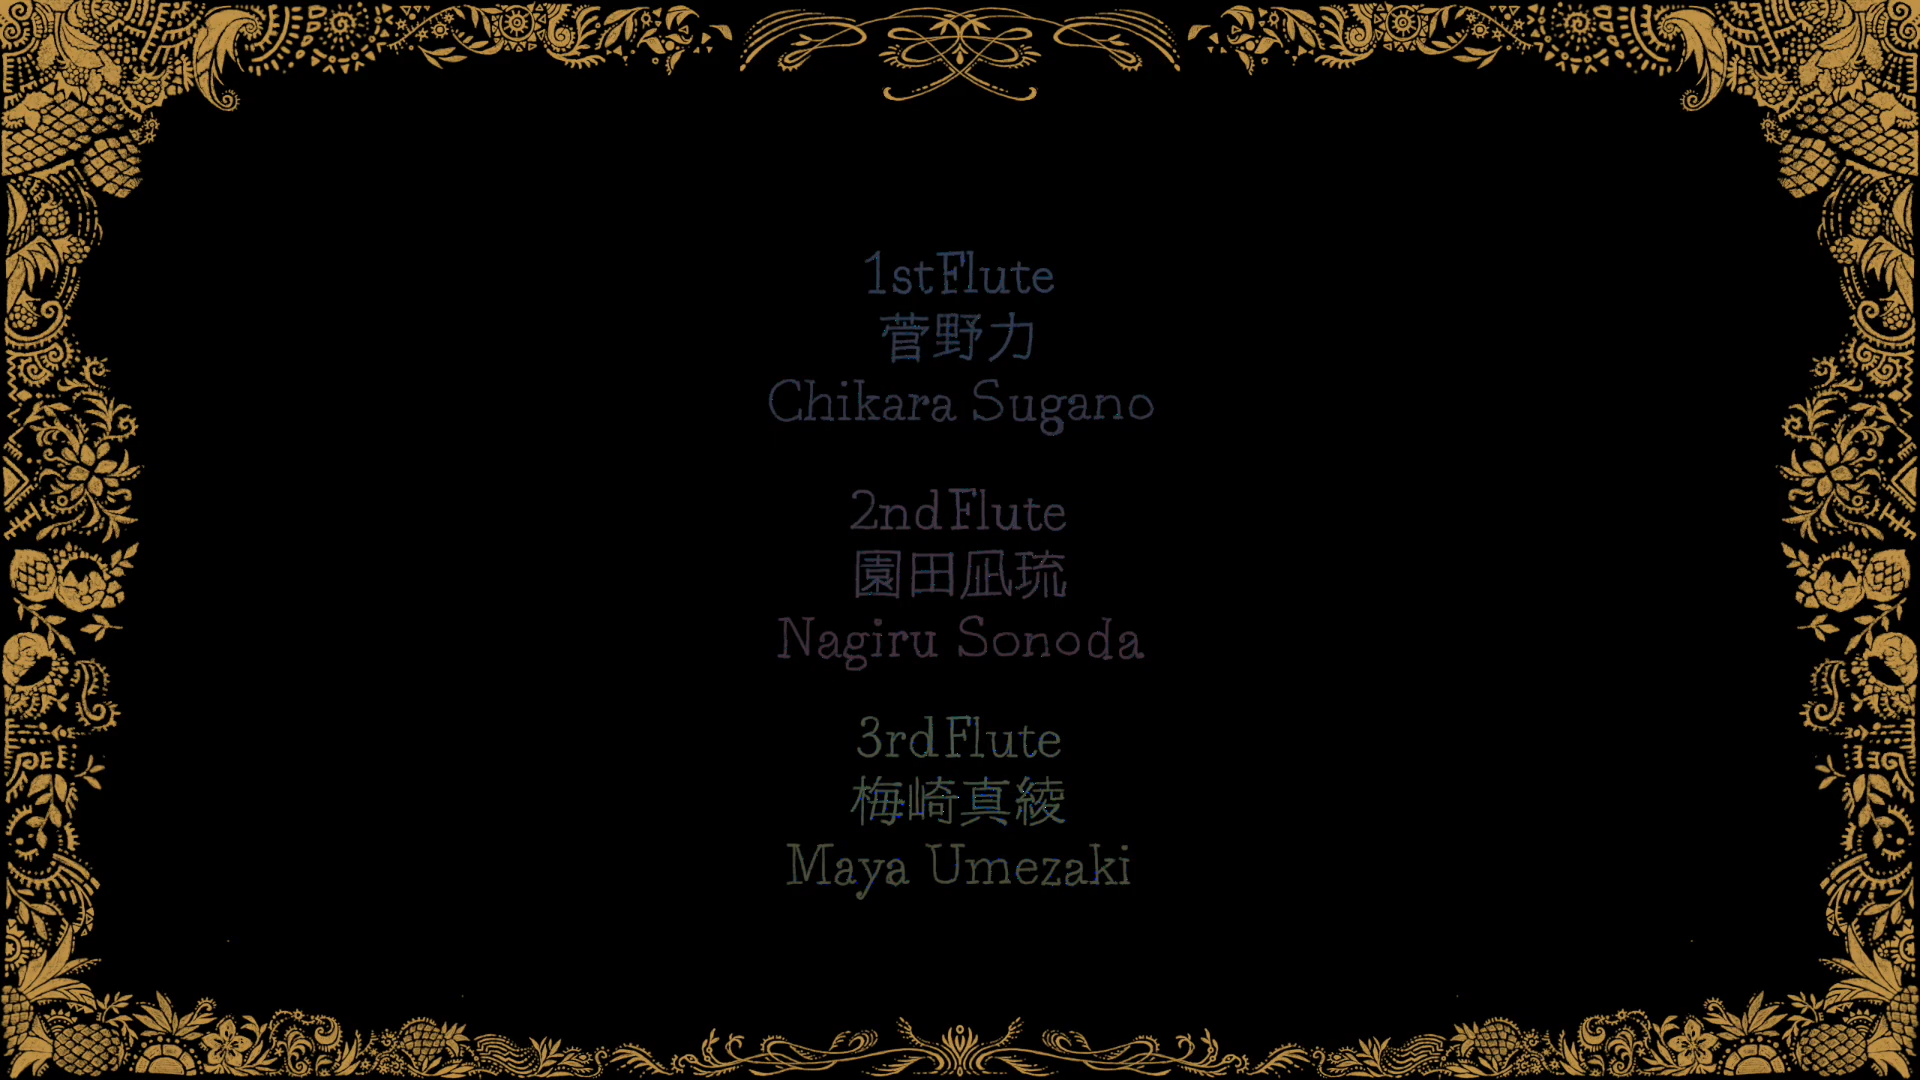 1st Flute
菅野力
Chikara Sugano
2nd Flute
園田凪琉
Nagiru Sonoda
3rd Flute
梅崎真綾
Maya Umezaki